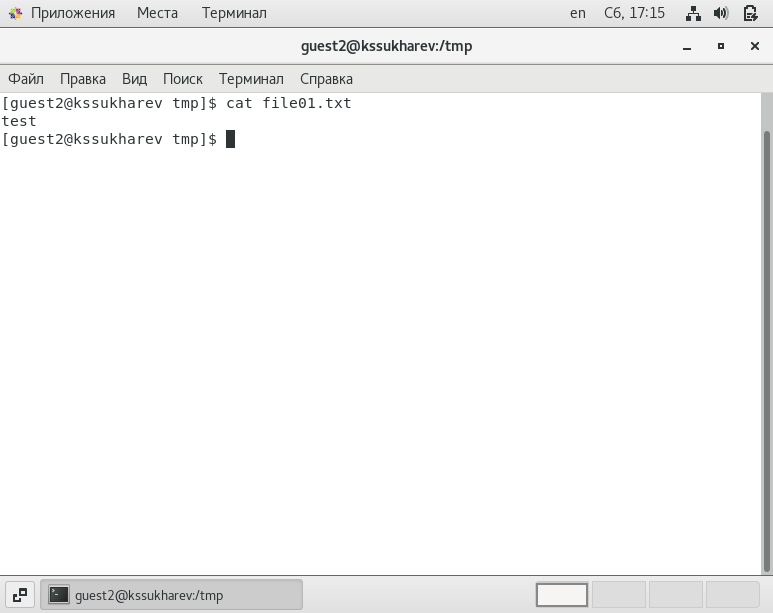 Приложения Места Терминал en Сб, 17:15
guest2@kssukharev:/tmp
Файл Правка Вид Поиск Терминал Справка
[guest2@kssukharev tmp]$ cat file01.txt
test
[guest2@kssukharev tmp]$
guest2@kssukharev:/tmp